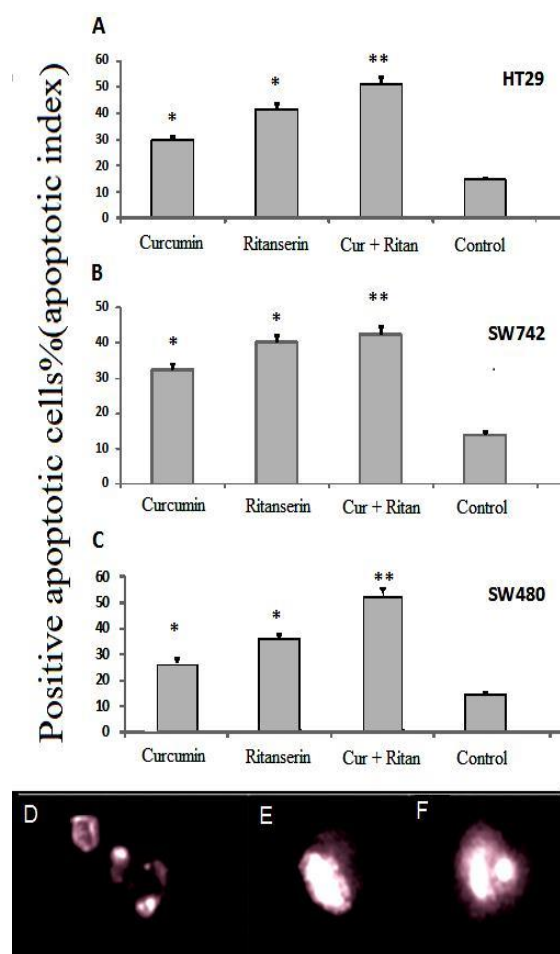 Positive apoptotic cells%(apoptotic index)
A
HT29
60
50
40
30
20
10
0
*
*
**
Curcumin Ritanserin Cur + Ritan Control
B
SW742
50
40
30
20
10
0
*
*
**
Curcumin Ritanserin Cur + Ritan Control
C
SW480
60
50
40
30
20
10
0
*
*
**
Curcumin Ritanserin Cur + Ritan Control
D E F